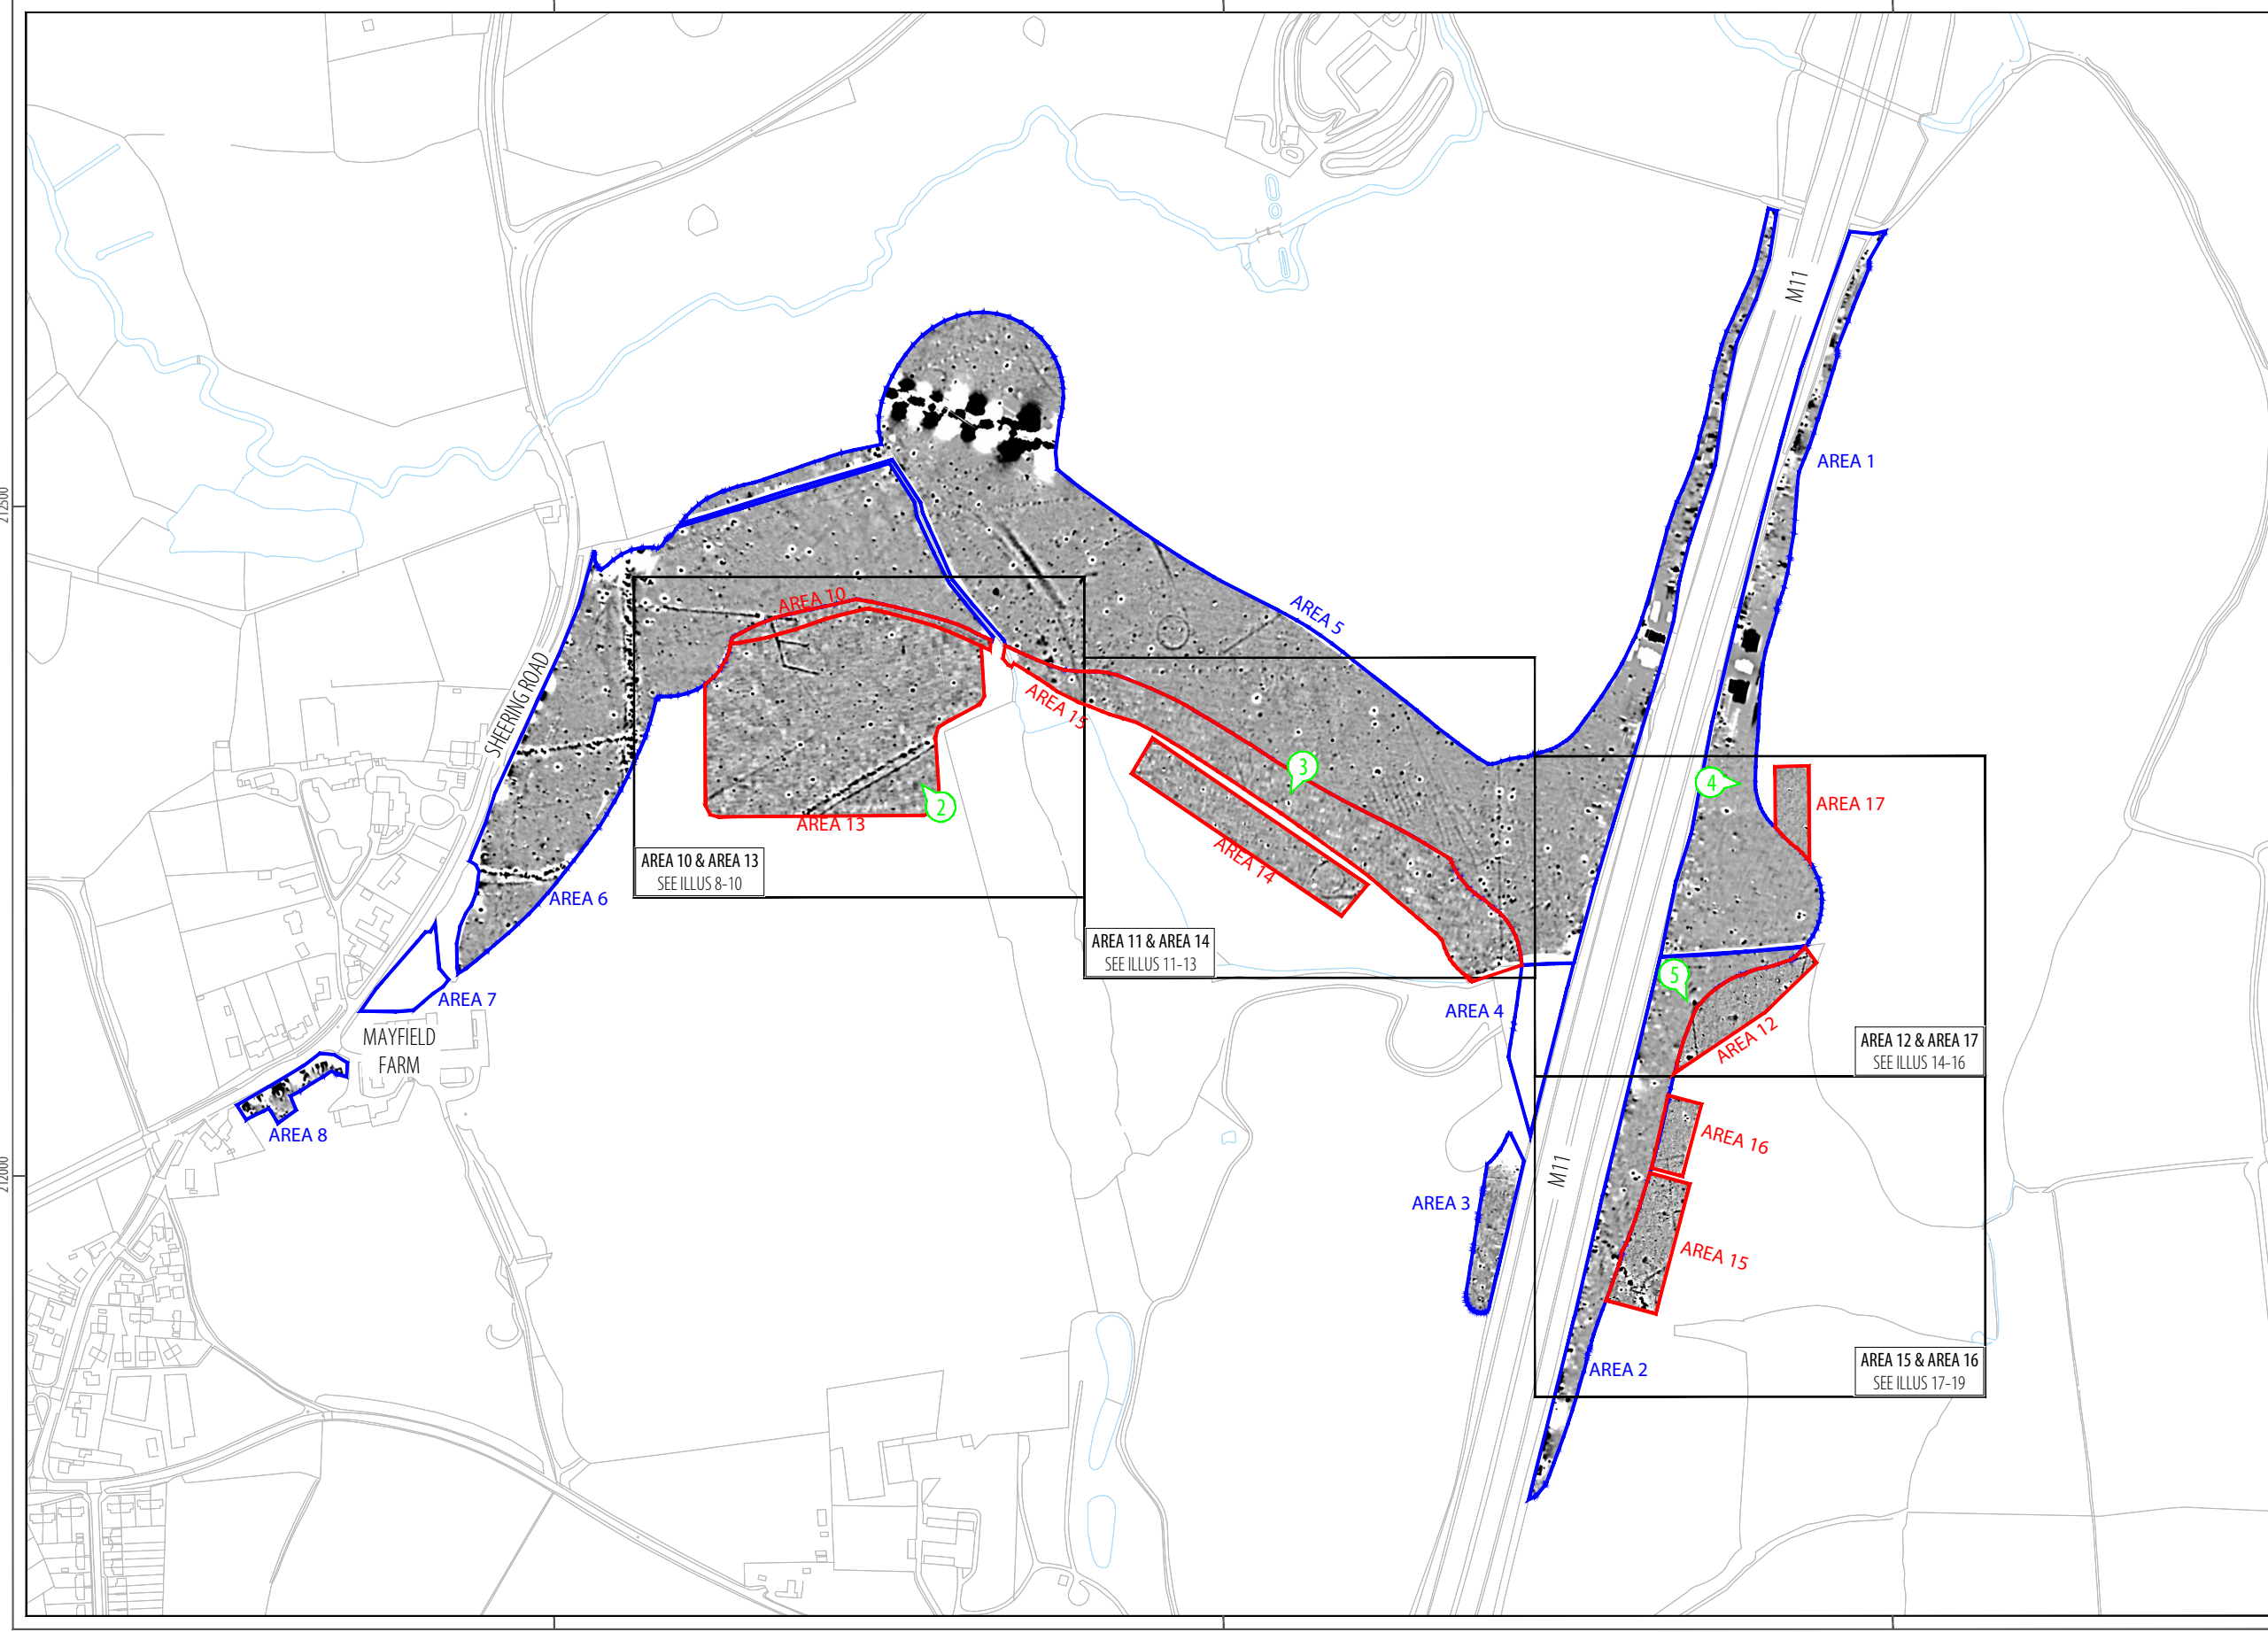 M11
AREA 1
212500
AREA 10
AREA 5
SHEERING ROAD
AREA 15
3
4
2
AREA 17
AREA 13
AREA 14
AREA 10 & AREA 13
SEE ILLUS 8-10
AREA 6
AREA 11 & AREA 14
SEE ILLUS 11-13
5
AREA 7
AREA 4
MAYFIELD
FARM
AREA 12
AREA 12 & AREA 17
SEE ILLUS 14-16
AREA 8
AREA 16
212000
M11
AREA 3
AREA 15
AREA 2
AREA 15 & AREA 16
SEE ILLUS 17-19